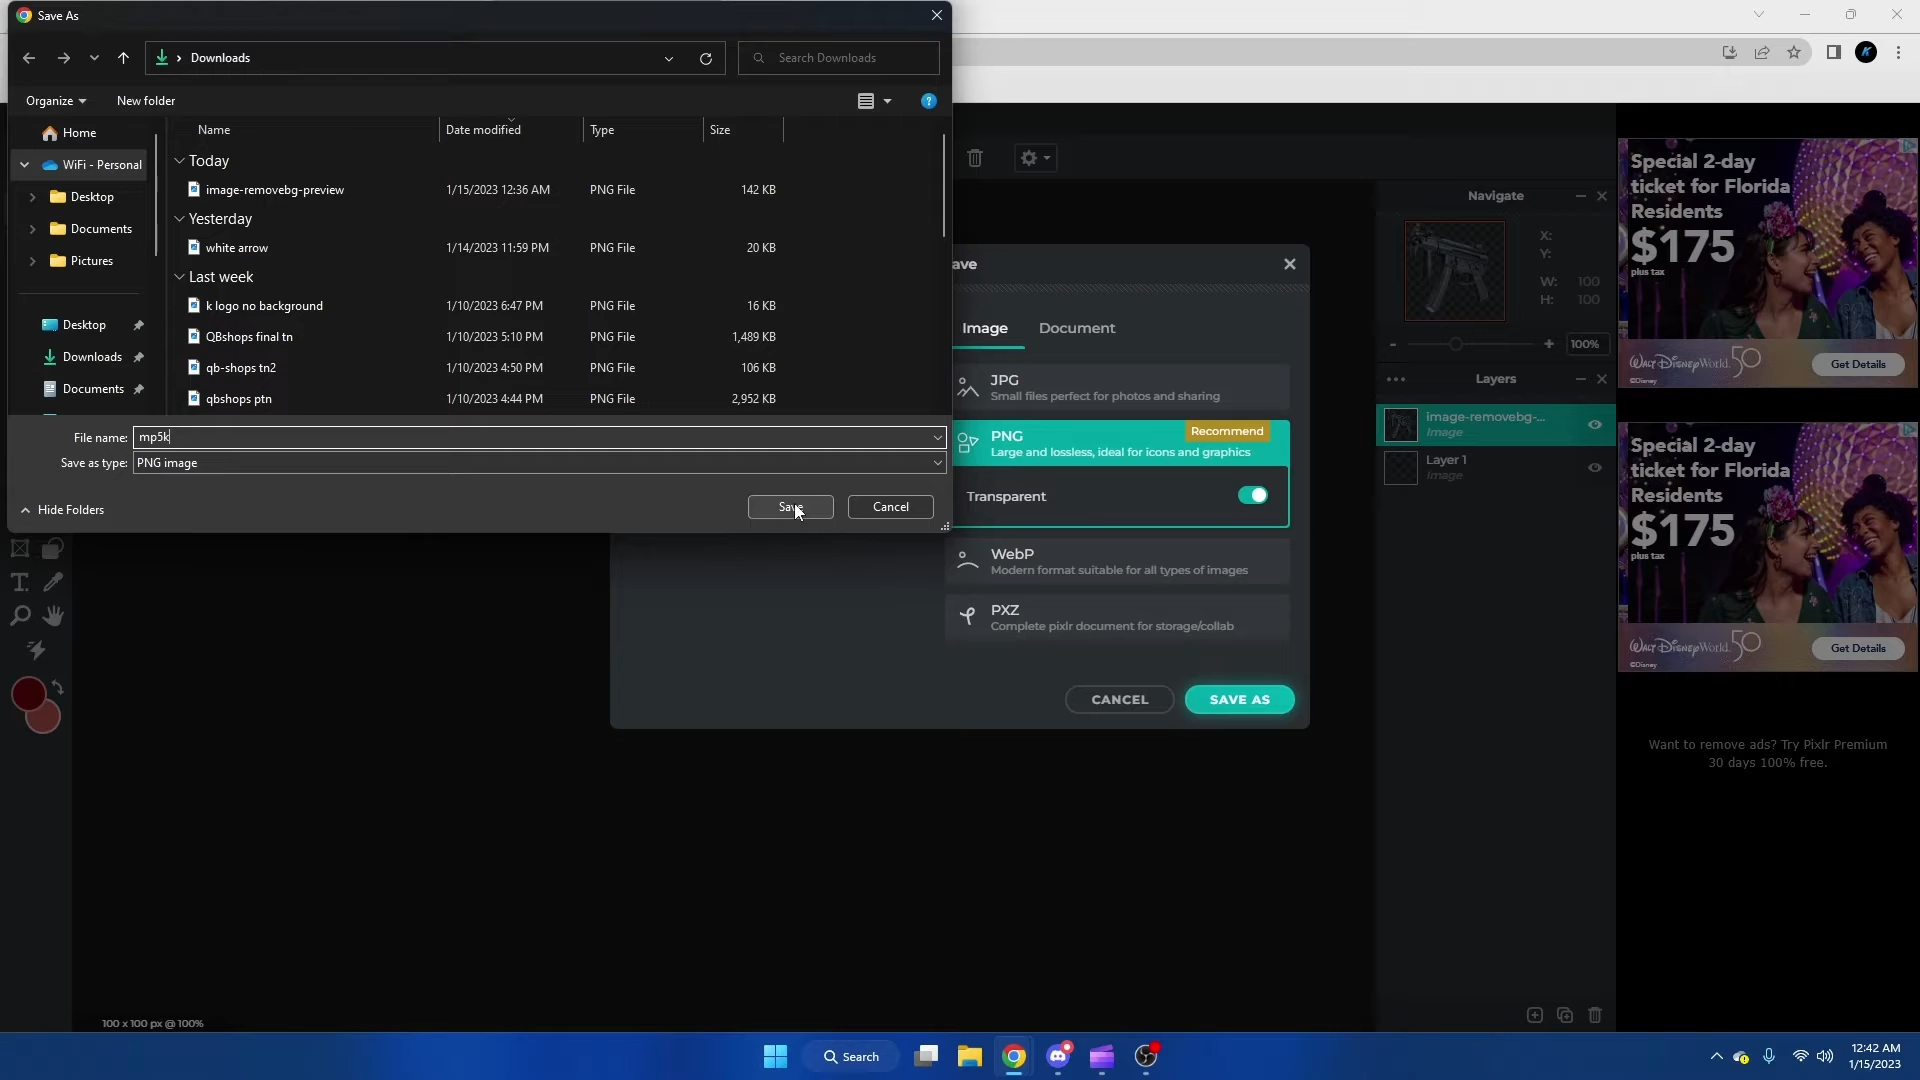 Save As
Downloads
Search Downloads
Organize
New folder
Home
WiFi - Personal
Desktop
Documents
Pictures
Desktop
Downloads
Documents
Name
Date modified
Type
Size
Today
image-removebg-preview
1/15/2023 12:36 AM
PNG File
142 KB
Yesterday
white arrow
1/14/2023 11:59 PM
PNG File
20 KB
Last week
k logo no background
1/10/2023 6:47 PM
PNG File
16 KB
QBshops final tn
1/10/2023 5:10 PM
PNG File
1,489 KB
qb-shops tn2
1/10/2023 4:50 PM
PNG File
106 KB
qbshops ptn
1/10/2023 4:44 PM
PNG File
2,952 KB
File name:
mp5k
Save as type:
PNG image
Hide Folders
Save
Cancel
ave
Image
Document
JPG
Small files perfect for photos and sharing
PNG
Recommend
Large and lossless, ideal for icons and graphics
Transparent
WebP
Modern format suitable for all types of images
PXZ
Complete pixlr document for storage/collab
CANCEL
SAVE AS
Navigate
X:
Y:
W: 100
H: 100
100%
Layers
image-removebg-...
Image
Layer 1
Image
Special 2-day
ticket for Florida
Residents
$175
plus tax
Walt Disney World. 50
©Disney
Get Details
Special 2-day
ticket for Florida
Residents
$175
plus tax
Walt Disney World. 50
©Disney
Get Details
Want to remove ads? Try Pixlr Premium
30 days 100% free.
100 x 100 px @ 100%
Search
12:42 AM
1/15/2023